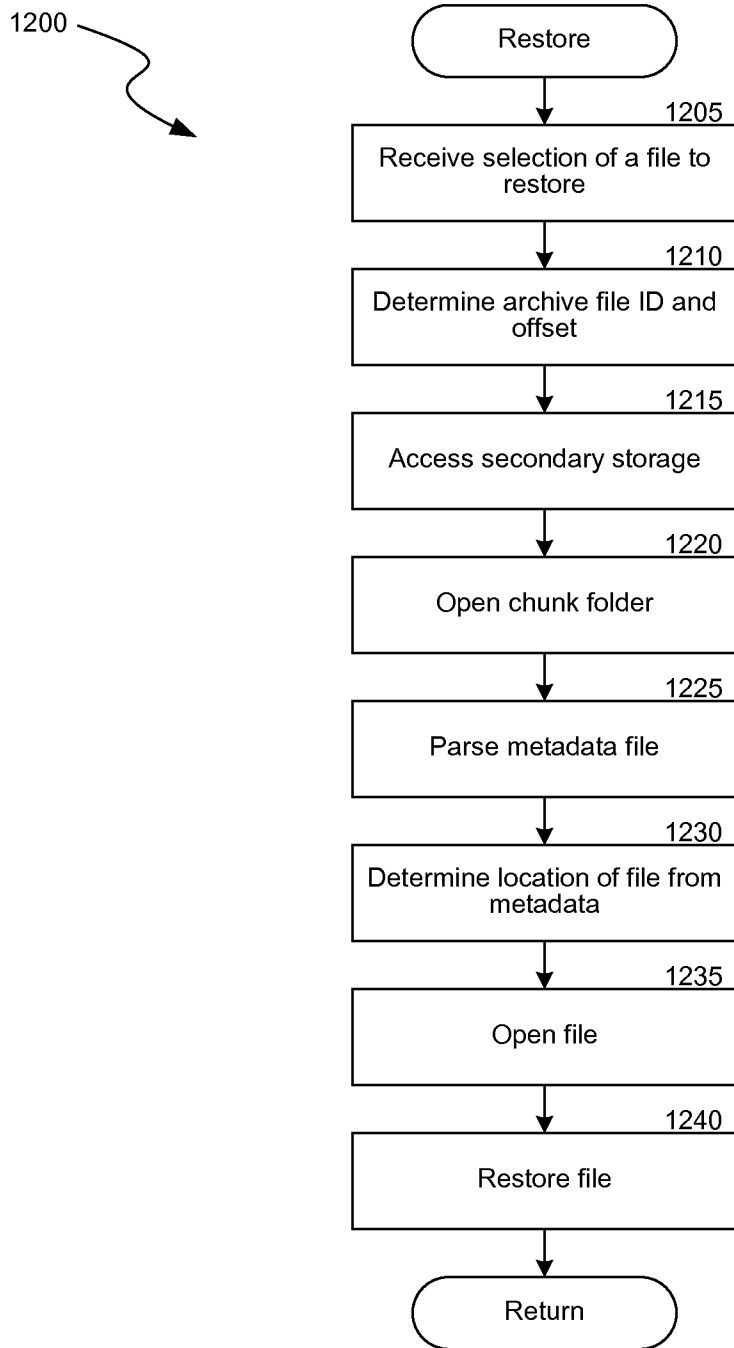 1200
Restore
1205
Receive selection of a file to
restore
1210
Determine archive file ID and
offset
1215
Access secondary storage
1220
Open chunk folder
1225
Parse metadata file
1230
Determine location of file from
metadata
1235
Open file
1240
Restore file
Return